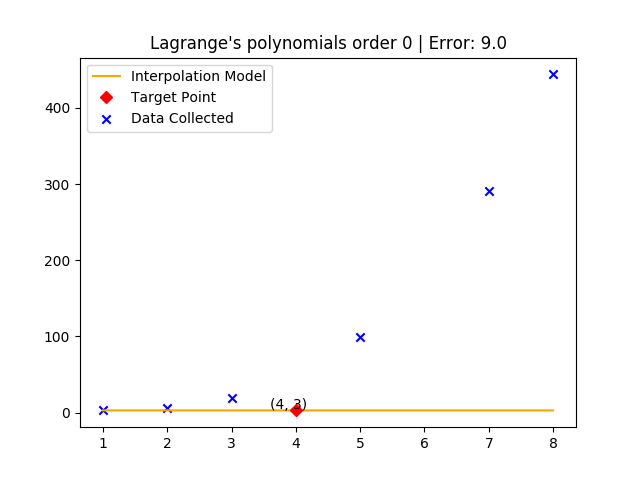 Lagrange's polynomials order 0 | Error: 9.0
Interpolation Model
Target Point
Data Collected
400
300
200
100
0
(4, 3)
1 2 3 4 5 6 7 8